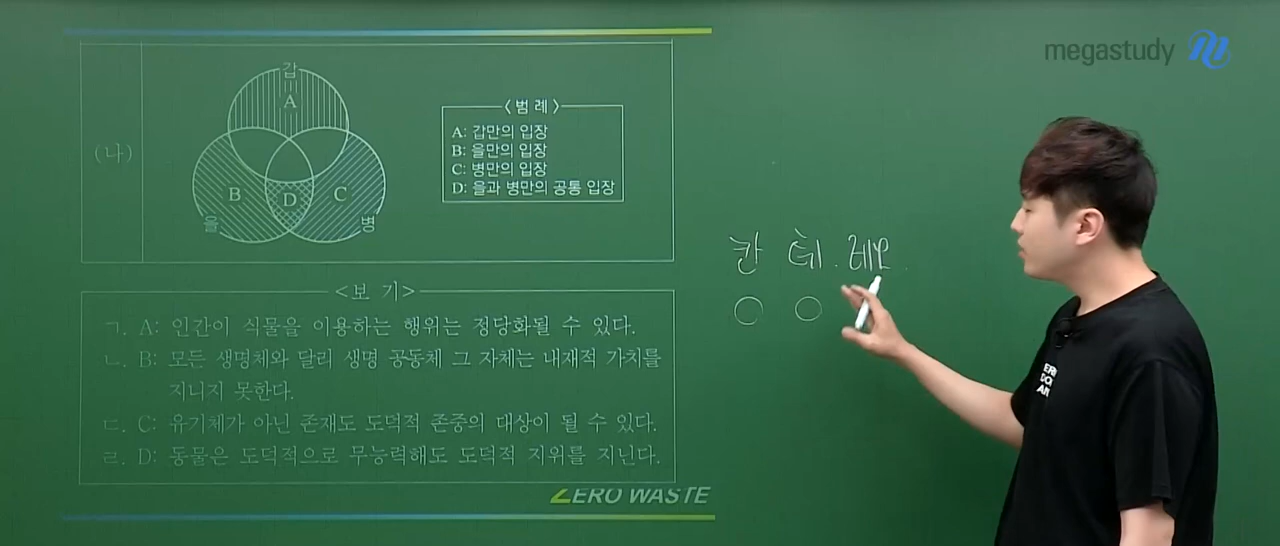 megastudy
갑
A
B
D
C
을
병
(나)
<범 례>
A: 갑만의 입장
B: 을만의 입장
C: 병만의 입장
D: 을과 병만의 공통 입장
<보 기>
ㄱ. A: 인간이 식물을 이용하는 행위는 정당화될 수 있다.
ㄴ. B: 모든 생명체와 달리 생명 공동체 그 자체는 내재적 가치를
지니지 못한다.
ㄷ. C: 유기체가 아닌 존재도 도덕적 존중의 대상이 될 수 있다.
ㄹ. D: 동물은 도덕적으로 무능력해도 도덕적 지위를 지닌다.
ZERO WASTE
칸 테. 레오.